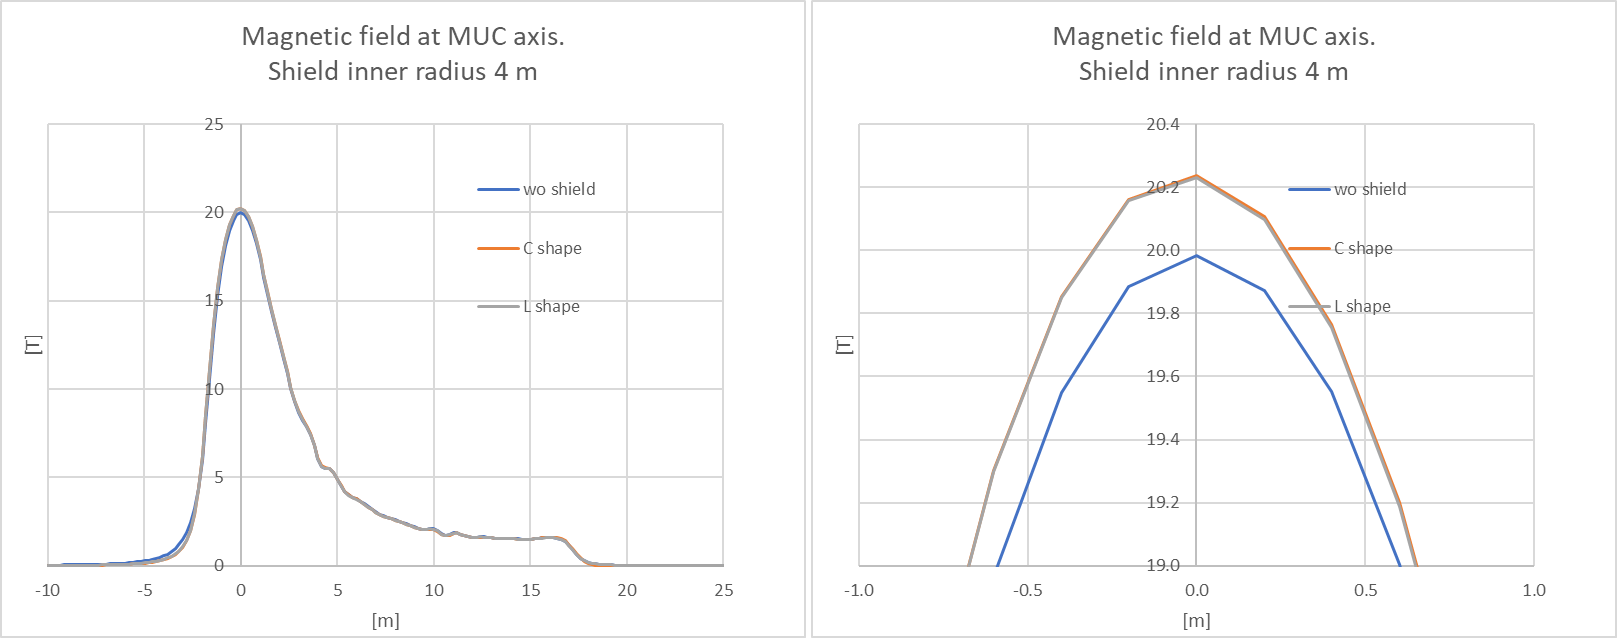 Magnetic field at MUC axis.
Shield inner radius 4 m
25
20
15
10
5
0
-10 -5 0 5 10 15 20 25
[T]
[m]
wo shield
C shape
L shape
Magnetic field at MUC axis.
Shield inner radius 4 m
20.4
20.2
20.0
19.8
19.6
19.4
19.2
19.0
-1.0 -0.5 0.0 0.5 1.0
[T]
[m]
wo shield
C shape
L shape